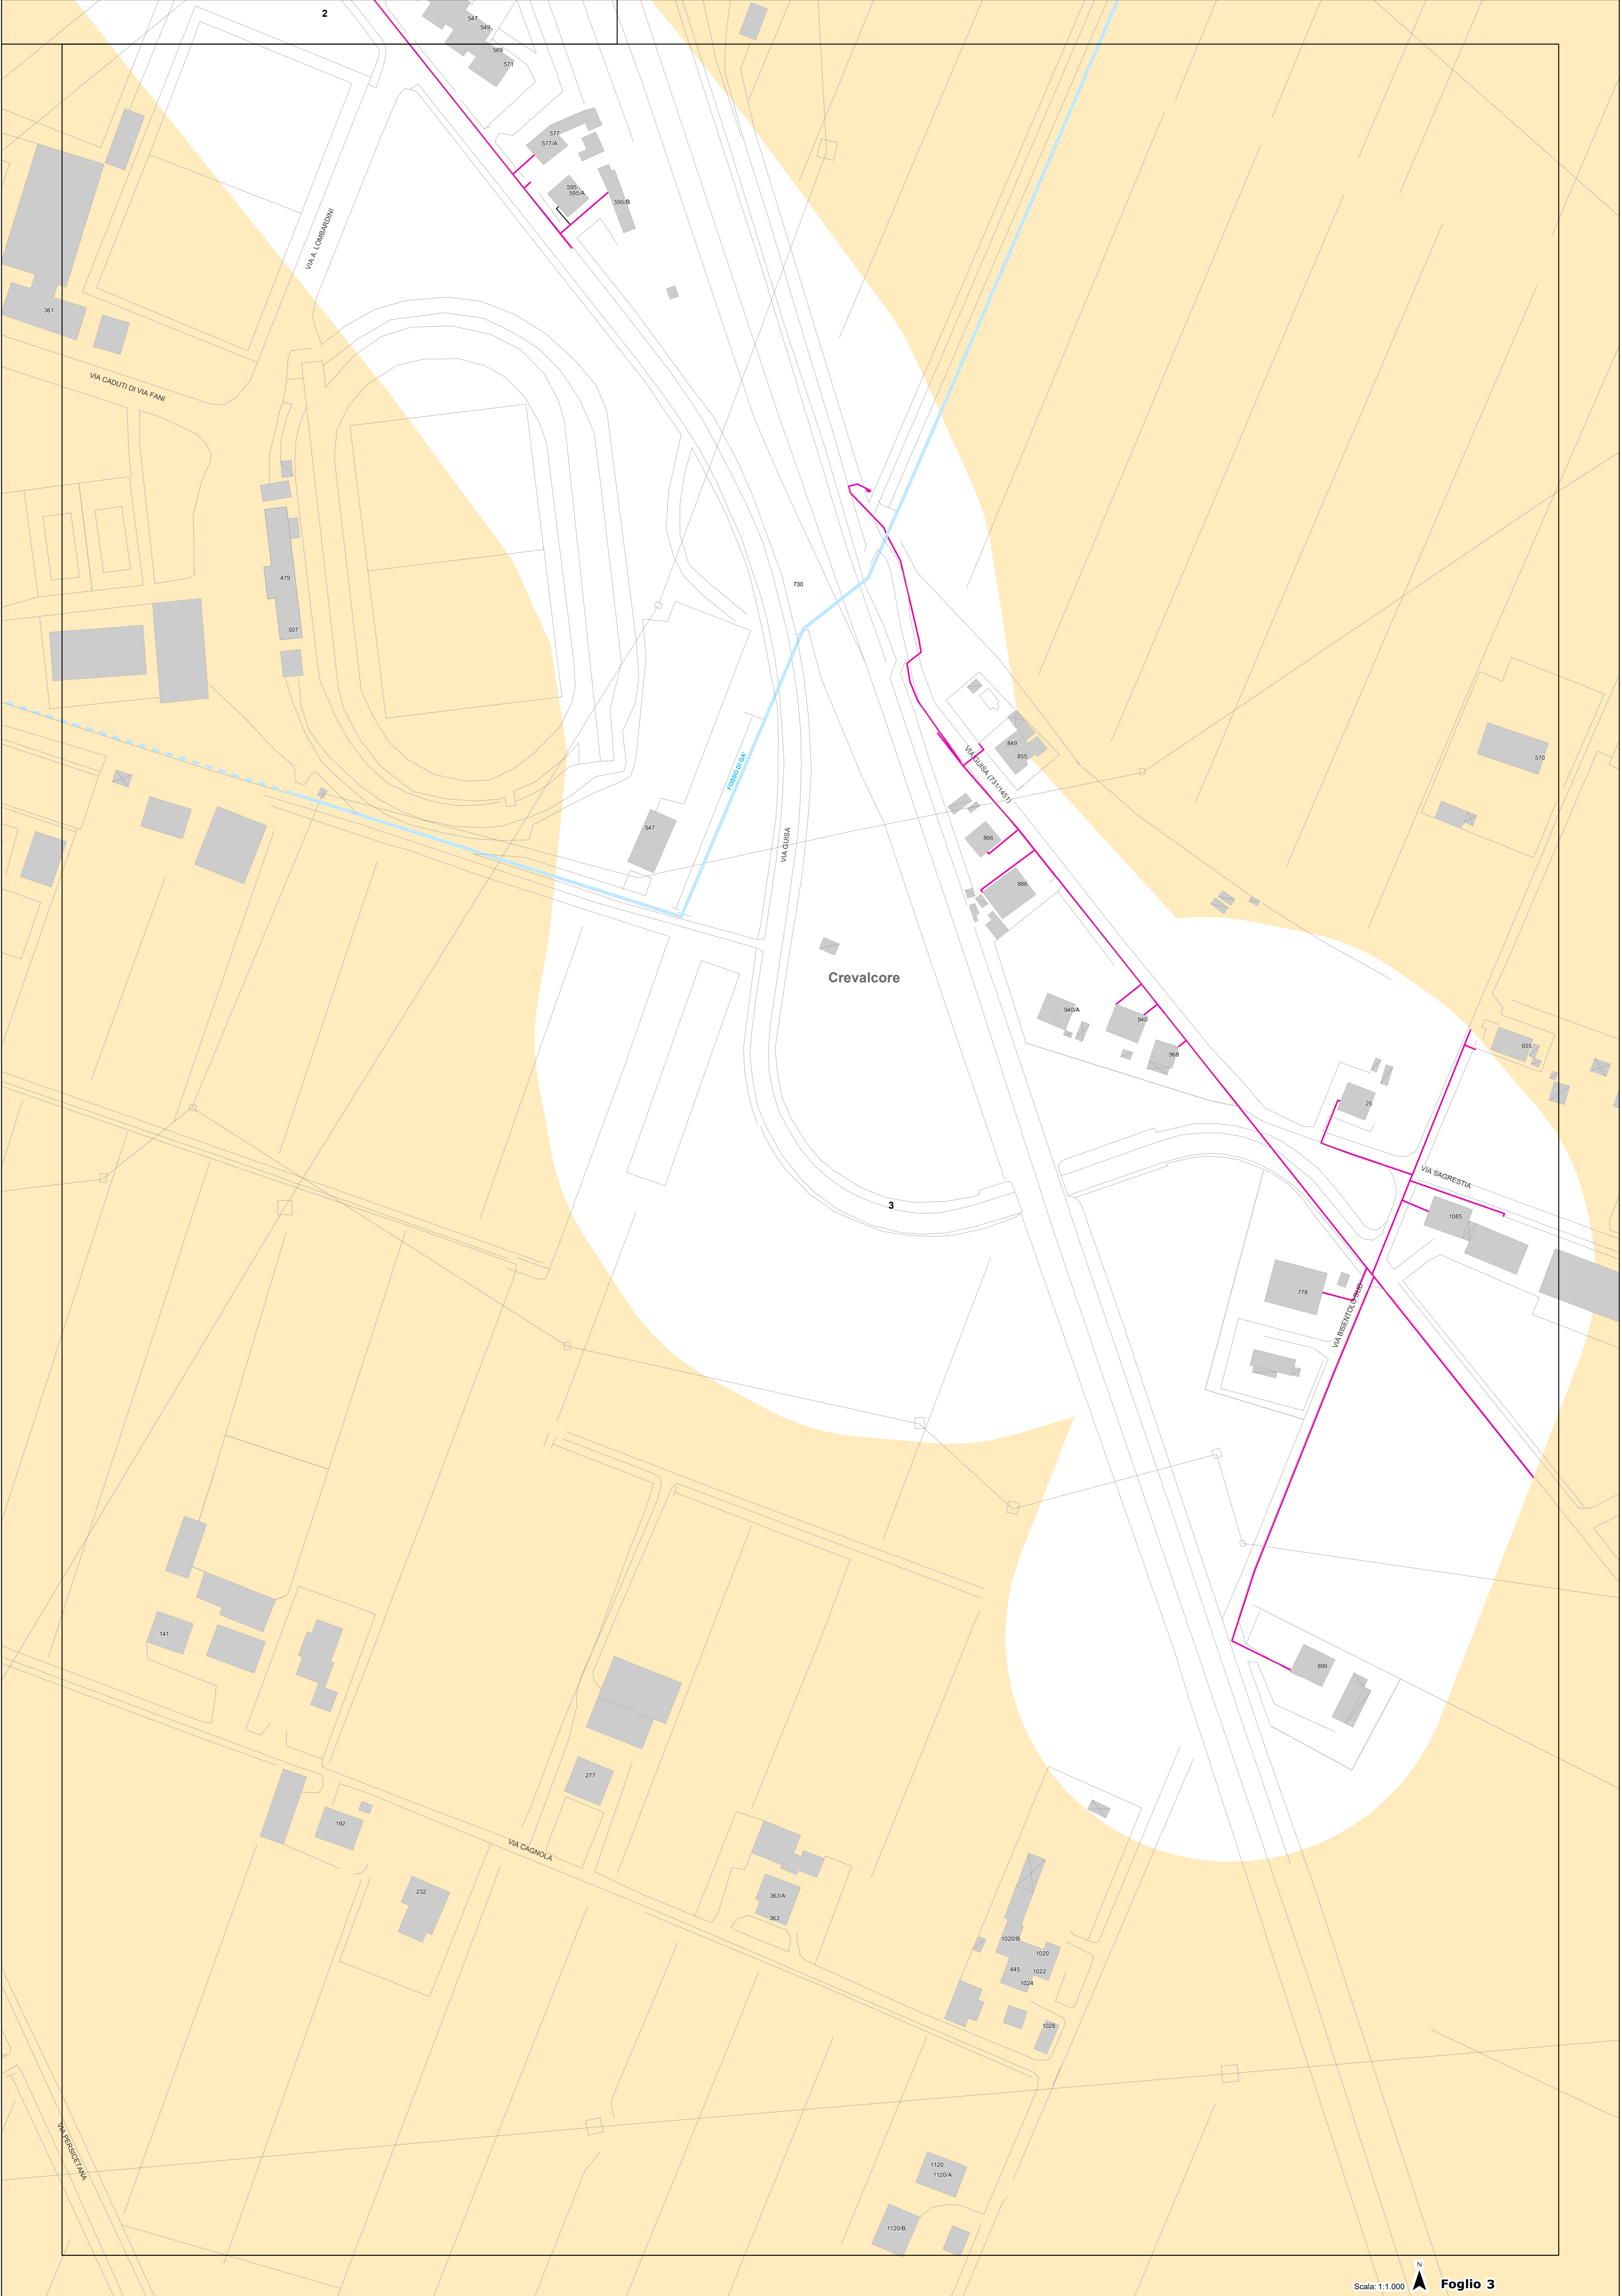 2
547
549
569
571
577
577/A
595
595/A
595/B
VIA A. LOMBARDINI
361
VIA CADUTI DI VIA FANI
479
507
730
FOSSO DI GA'
547
VIA GUISA
849
855
VIA GUISA (731/1451)
570
866
886
Crevalcore
940/A
940
968
655
25
VIA SAGRESTIA
3
1085
778
VIA BISENTOLO SUD
141
899
277
192
VIA CAGNOLA
232
363/A
363
1020/B
1020
445
1022
1024
1028
VIA PERSICETANA
1120
1120/A
1120/B
N
Scala: 1:1.000
Foglio 3